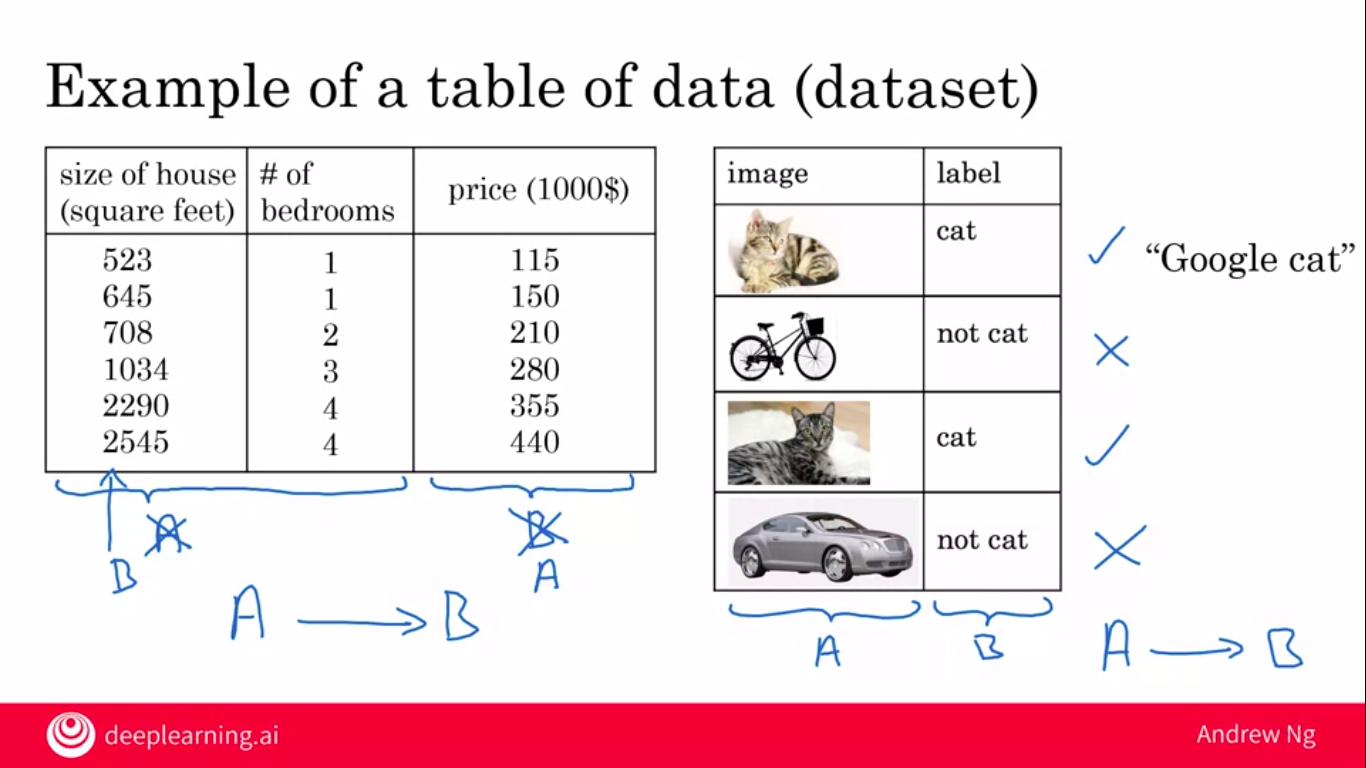 Example of a table of data (dataset)
size of house
(square feet)
# of
bedrooms
price (1000$)
523 1 115
645 1 150
708 2 210
1034 3 280
2290 4 355
2545 4 440
A B
B A
A → B
image label
cat
"Google cat"
not cat
cat
not cat
A B
A → B
deeplearning.ai
Andrew Ng